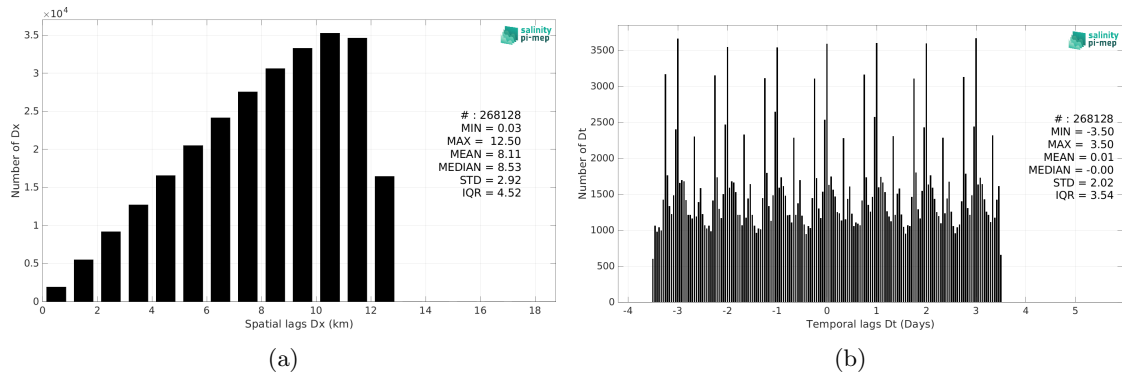 ×10^4
3.5
3
2.5
2
1.5
1
0.5
0
0 2 4 6 8 10 12 14 16 18
Number of Dx
Spatial lags Dx (km)
salinity
pi-mep
# : 268128
MIN = 0.03
MAX = 12.50
MEAN = 8.11
MEDIAN = 8.53
STD = 2.92
IQR = 4.52
(a)
3500
3000
2500
2000
1500
1000
500
0
-4 -3 -2 -1 0 1 2 3 4 5
Number of Dt
Temporal lags Dt (Days)
salinity
pi-mep
# : 268128
MIN = -3.50
MAX = 3.50
MEAN = 0.01
MEDIAN = -0.00
STD = 2.02
IQR = 3.54
(b)